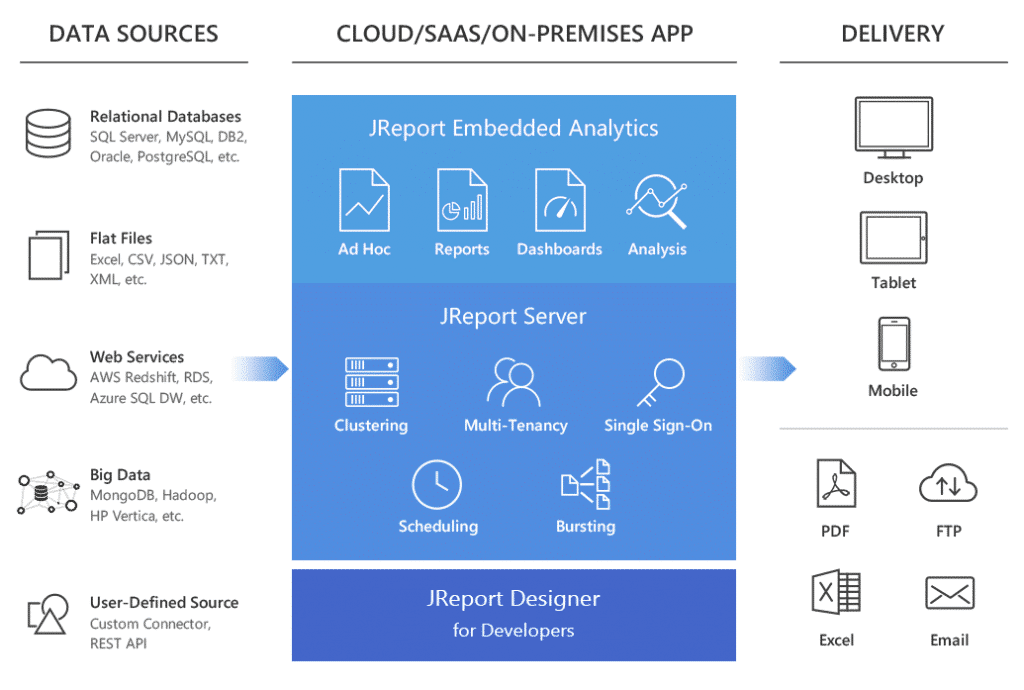 DATA SOURCES
Relational Databases
SQL Server, MySQL, DB2,
Oracle, PostgreSQL, etc.
Flat Files
Excel, CSV, JSON, TXT,
XML, etc.
Web Services
AWS Redshift, RDS,
Azure SQL DW, etc.
Big Data
MongoDB, Hadoop,
HP Vertica, etc.
User-Defined Source
Custom Connector,
REST API
CLOUD/SAAS/ON-PREMISES APP
JReport Embedded Analytics
Ad Hoc
Reports
Dashboards
Analysis
JReport Server
Clustering
Multi-Tenancy
Single Sign-On
Scheduling
Bursting
JReport Designer
for Developers
DELIVERY
Desktop
Tablet
Mobile
PDF
FTP
X
Excel
Email